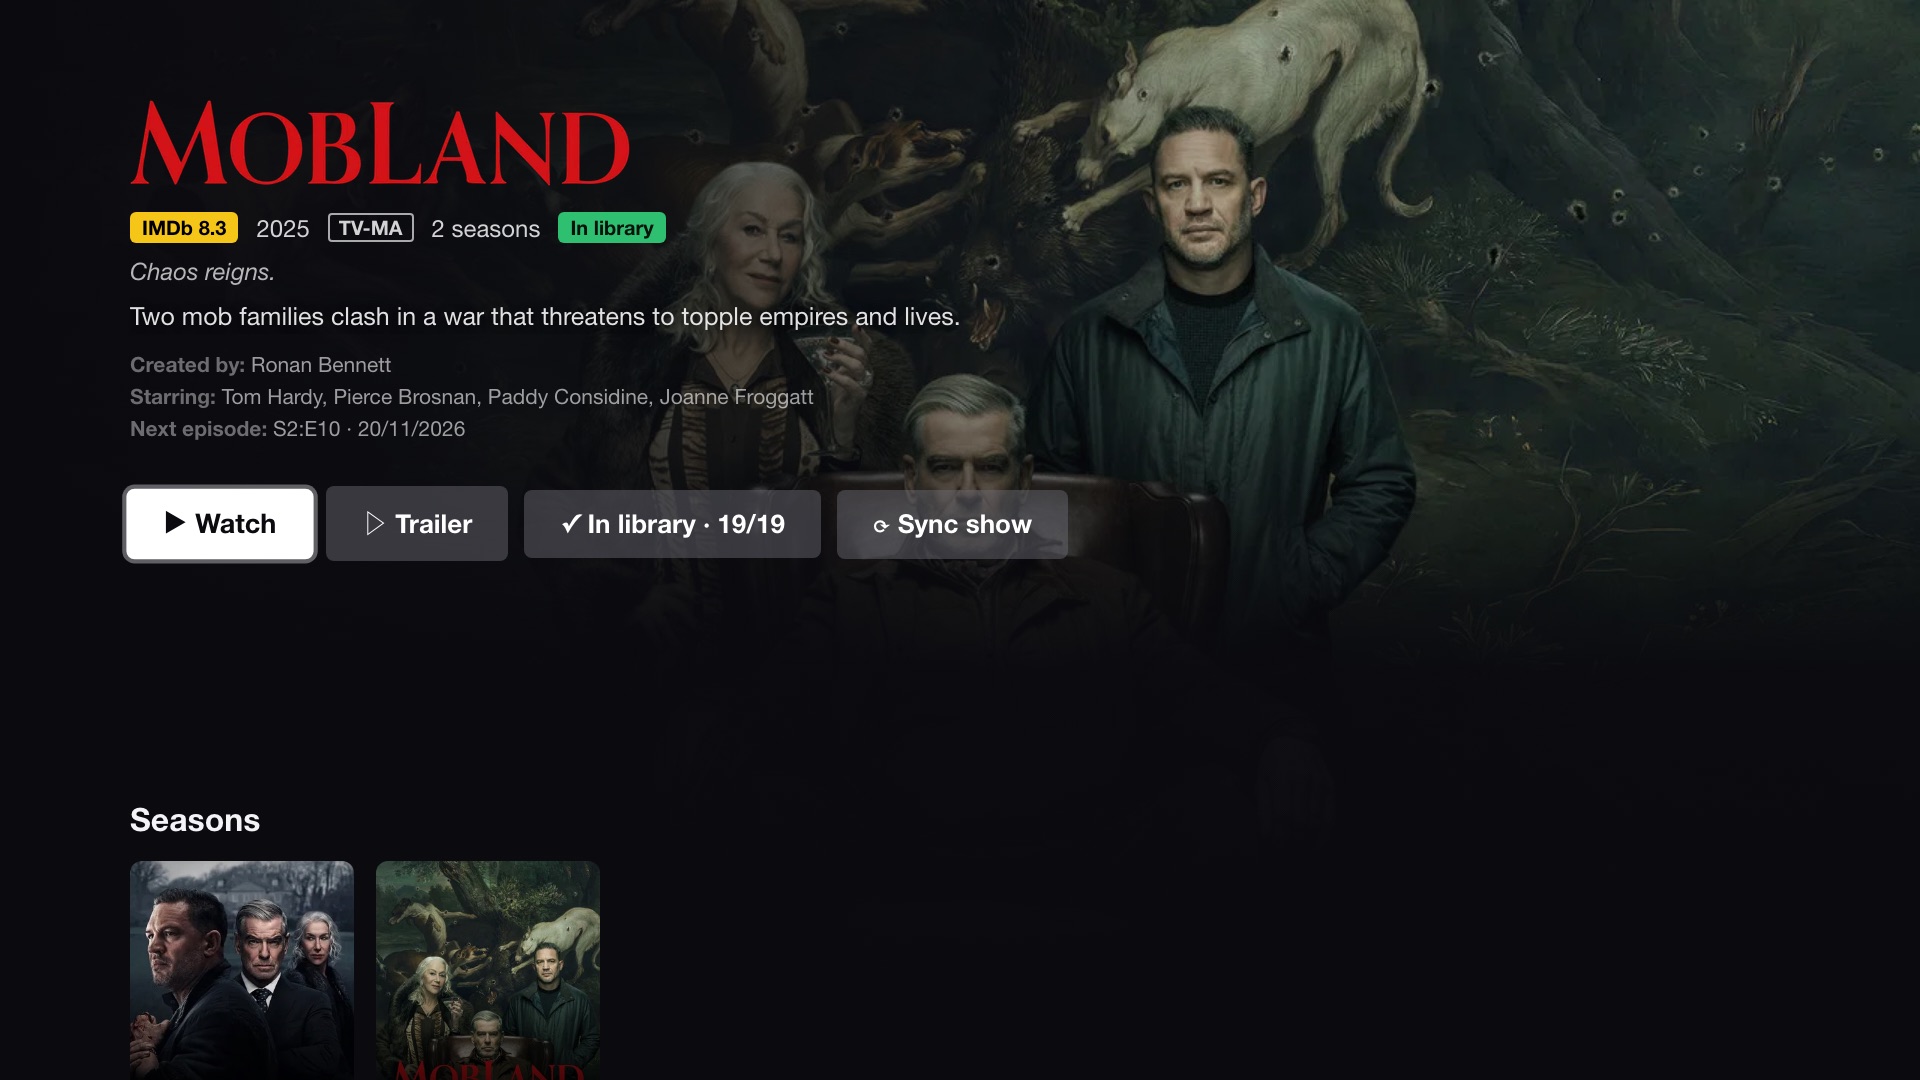 MOBLAND
IMDb 8.3 2025 TV-MA 2 seasons In library
Chaos reigns.
Two mob families clash in a war that threatens to topple empires and lives.
Created by: Ronan Bennett
Starring: Tom Hardy, Pierce Brosnan, Paddy Considine, Joanne Froggatt
Next episode: S2:E10 · 20/11/2026
▶ Watch ▷ Trailer ✓ In library · 19/19 ⟳ Sync show
Seasons
MOBLAND